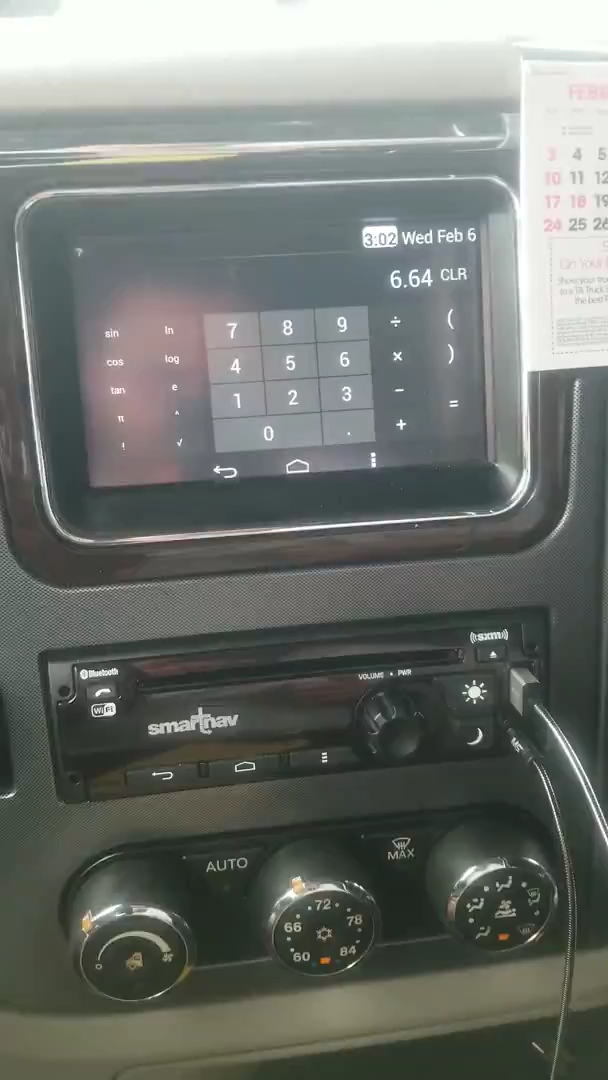 FEBR
3 4 5
10 11 12
17 18 19
24 25 26
3:02 Wed Feb 6
6.64 CLR
sin ln 7 8 9 ÷ (
cos log 4 5 6 × )
tan e 1 2 3 − =
π ^ 0 . +
! √
((sxm))
Bluetooth
VOLUME • PWR
WiFi
smartnav
AUTO
MAX
72
66 78
60 84